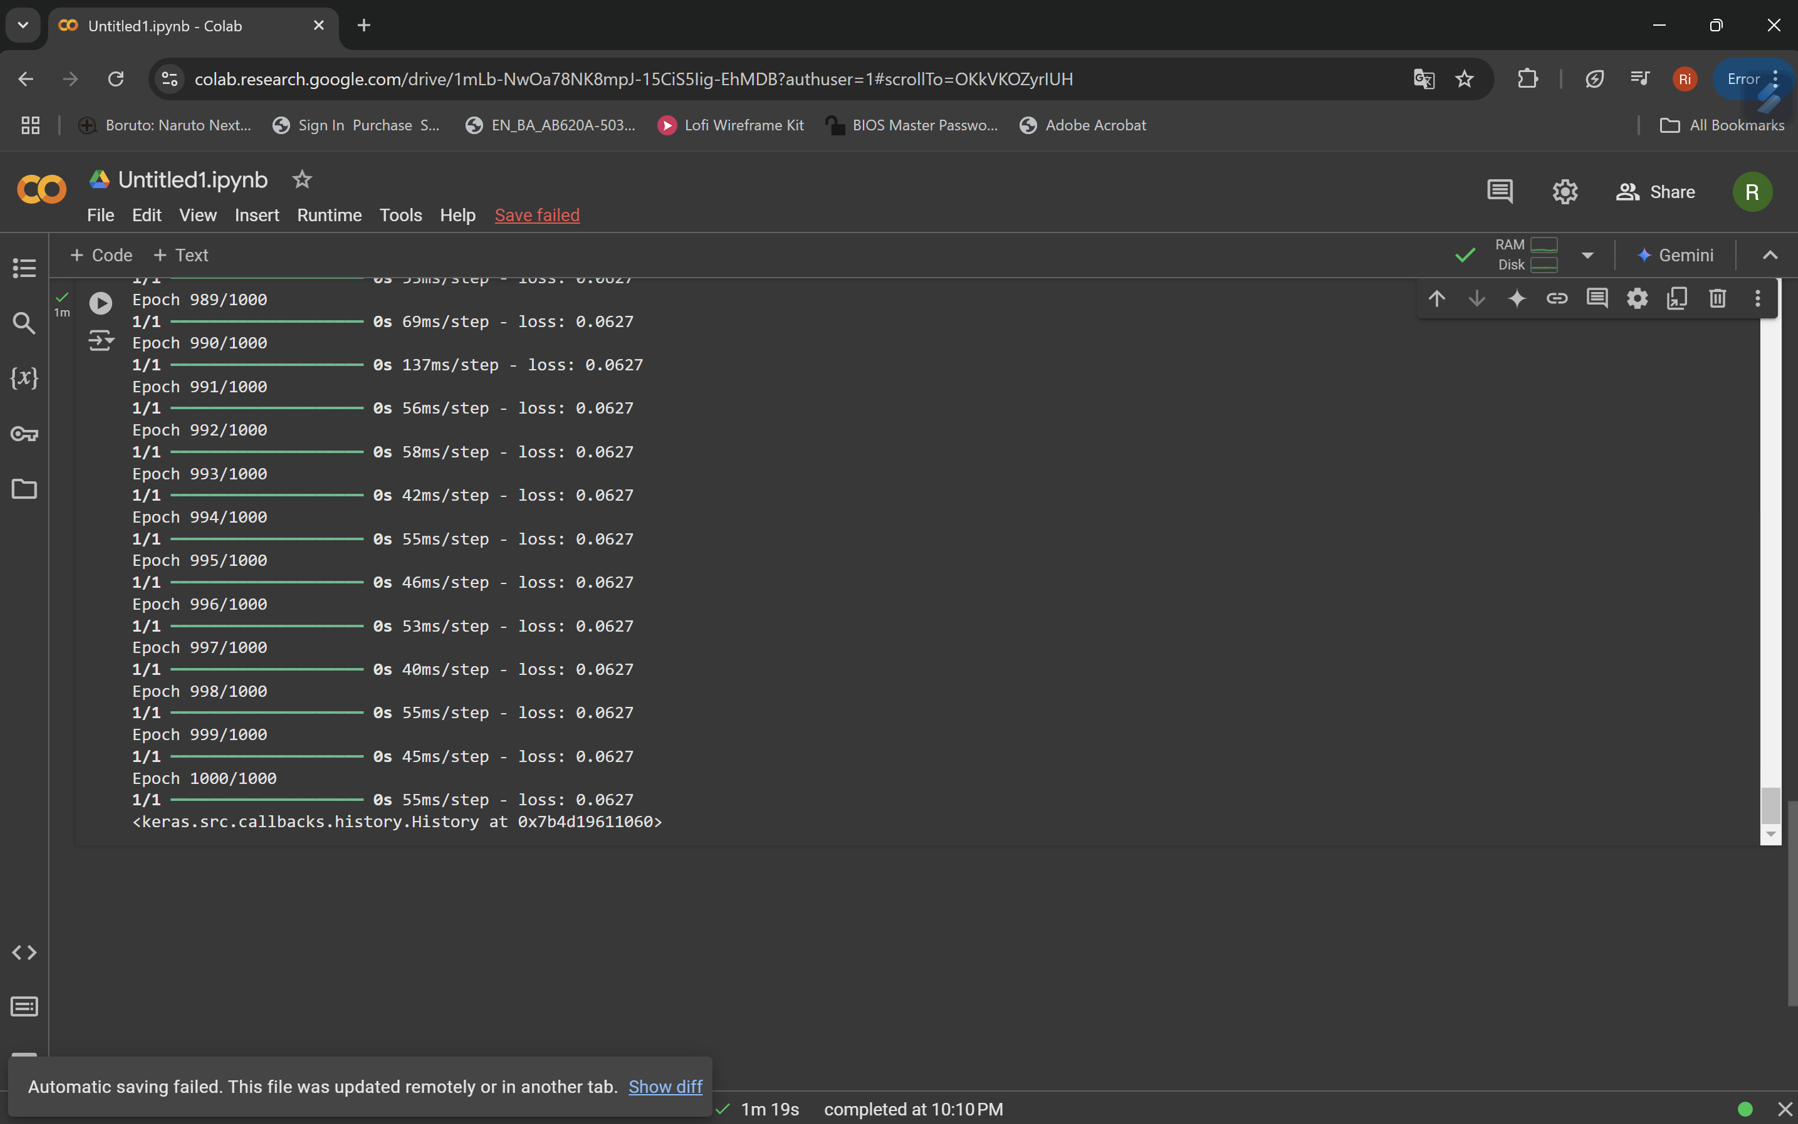 Untitled1.ipynb - Colab
colab.research.google.com/drive/1mLb-NwOa78NK8mpJ-15CiS5Iig-EhMDB?authuser=1#scrollTo=OKkVKOZyrIUH
Ri
Error
Boruto: Naruto Next...
Sign In Purchase S...
EN_BA_AB620A-503...
Lofi Wireframe Kit
BIOS Master Passwo...
Adobe Acrobat
All Bookmarks
Untitled1.ipynb
File Edit View Insert Runtime Tools Help Save failed
Share
R
+ Code + Text
RAM
Disk
Gemini
1m
Epoch 989/1000
1/1 0s 69ms/step - loss: 0.0627
Epoch 990/1000
1/1 0s 137ms/step - loss: 0.0627
Epoch 991/1000
1/1 0s 56ms/step - loss: 0.0627
Epoch 992/1000
1/1 0s 58ms/step - loss: 0.0627
Epoch 993/1000
1/1 0s 42ms/step - loss: 0.0627
Epoch 994/1000
1/1 0s 55ms/step - loss: 0.0627
Epoch 995/1000
1/1 0s 46ms/step - loss: 0.0627
Epoch 996/1000
1/1 0s 53ms/step - loss: 0.0627
Epoch 997/1000
1/1 0s 40ms/step - loss: 0.0627
Epoch 998/1000
1/1 0s 55ms/step - loss: 0.0627
Epoch 999/1000
1/1 0s 45ms/step - loss: 0.0627
Epoch 1000/1000
1/1 0s 55ms/step - loss: 0.0627
<keras.src.callbacks.history.History at 0x7b4d19611060>
Automatic saving failed. This file was updated remotely or in another tab. Show diff
1m 19s completed at 10:10 PM